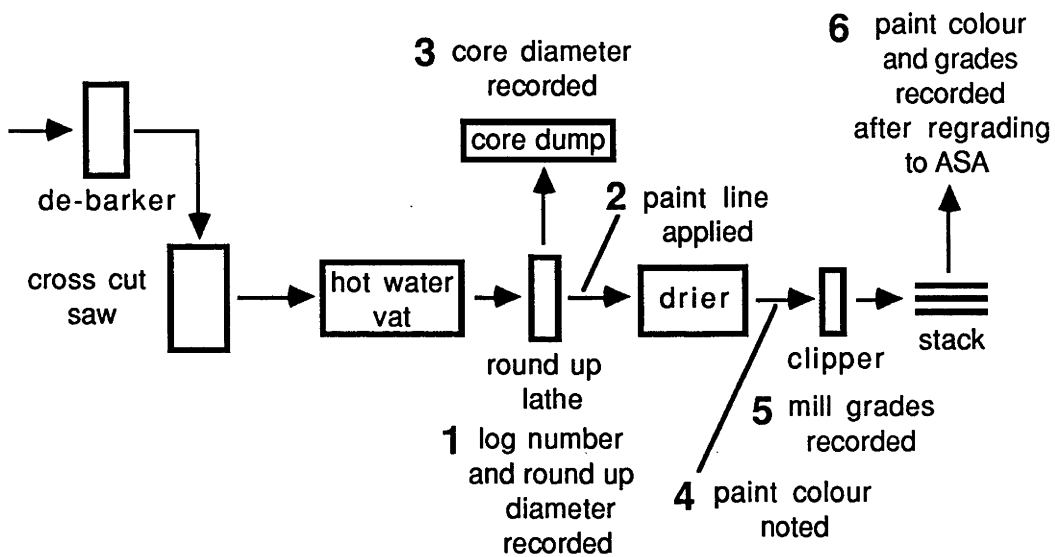 3 core diameter
recorded
6 paint colour
and grades
recorded
after regrading
to ASA
core dump
de-barker
2 paint line
applied
cross cut
saw
hot water
vat
drier
round up
lathe
clipper
stack
1 log number
and round up
diameter
recorded
5 mill grades
recorded
4 paint colour
noted